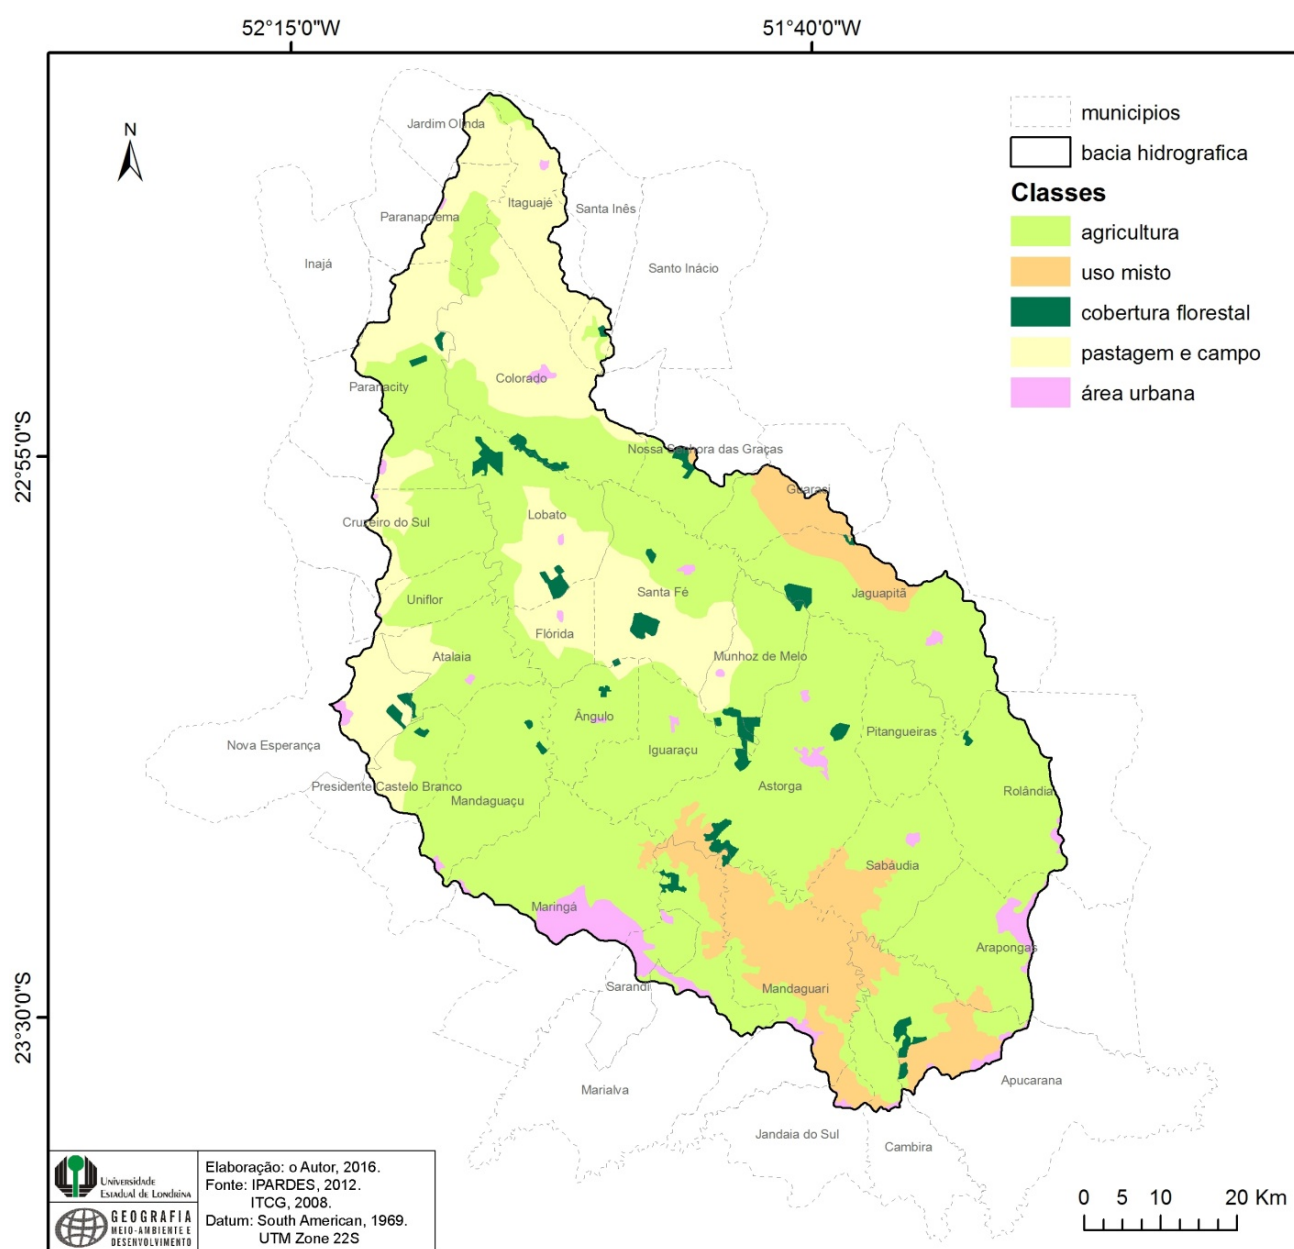 52°15'0"W
51°40'0"W
N
municipios
bacia hidrografica
Classes
agricultura
uso misto
cobertura florestal
pastagem e campo
área urbana
Jardim Olinda
Itaguajé
Santa Inês
Paranapoema
Inajá
Santo Inácio
Colorado
Paranacity
22°55'0"S
Nossa Senhora das Graças
Guaraci
Lobato
Cruzeiro do Sul
Santa Fé
Jaguapitã
Uniflor
Flórida
Atalaia
Munhoz de Melo
Ângulo
Pitangueiras
Nova Esperança
Iguaraçu
Presidente Castelo Branco
Astorga
Rolândia
Mandaguaçu
Sabáudia
Maringá
Arapongas
Sarandi
Mandaguari
23°30'0"S
Marialva
Apucarana
Jandaia do Sul
Cambira
Universidade
Estadual de Londrina
GEOGRAFIA
MEIO-AMBIENTE E
DESENVOLVIMENTO
Elaboração: o Autor, 2016.
Fonte: IPARDES, 2012.
ITCG, 2008.
Datum: South American, 1969.
UTM Zone 22S
0 5 10 20 Km